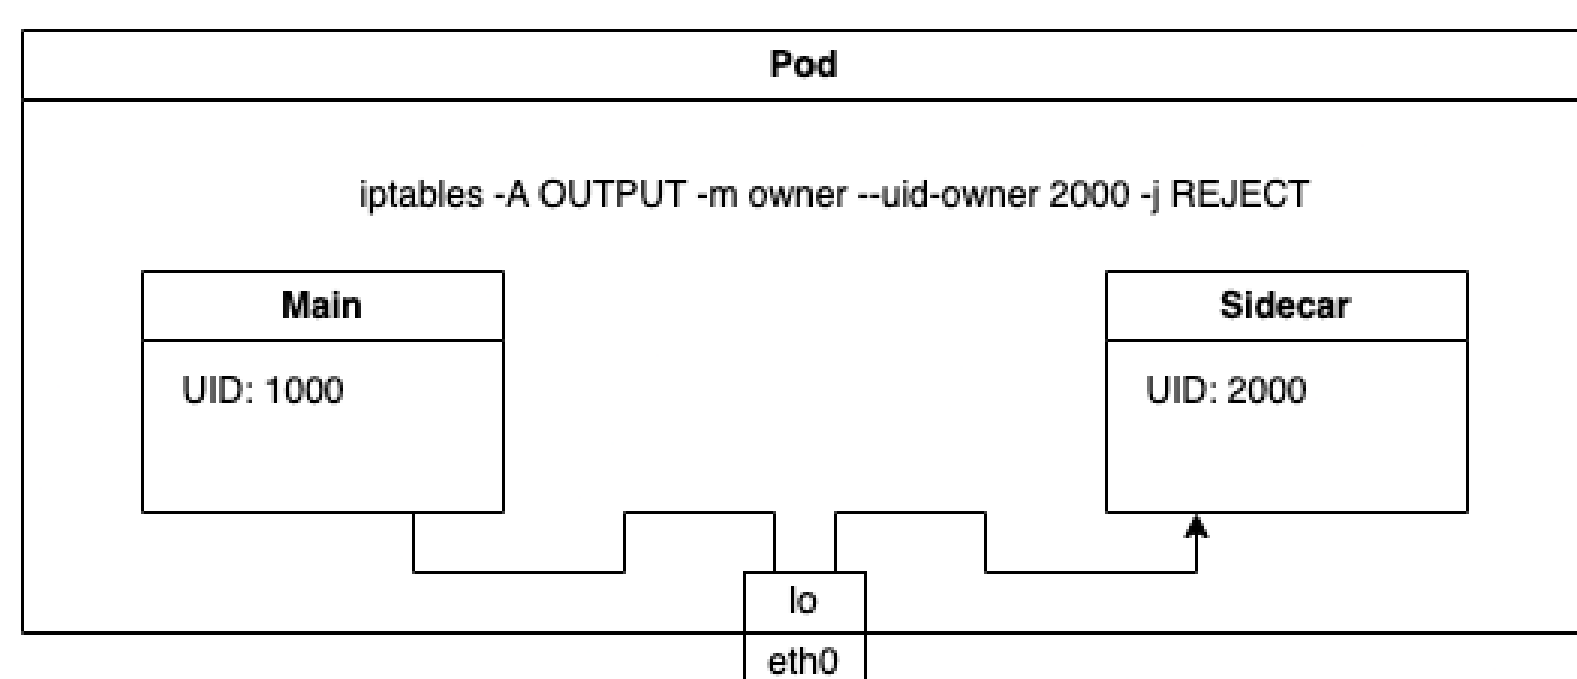 Pod
iptables -A OUTPUT -m owner --uid-owner 2000 -j REJECT
Main
Sidecar
UID: 1000
UID: 2000
lo
eth0